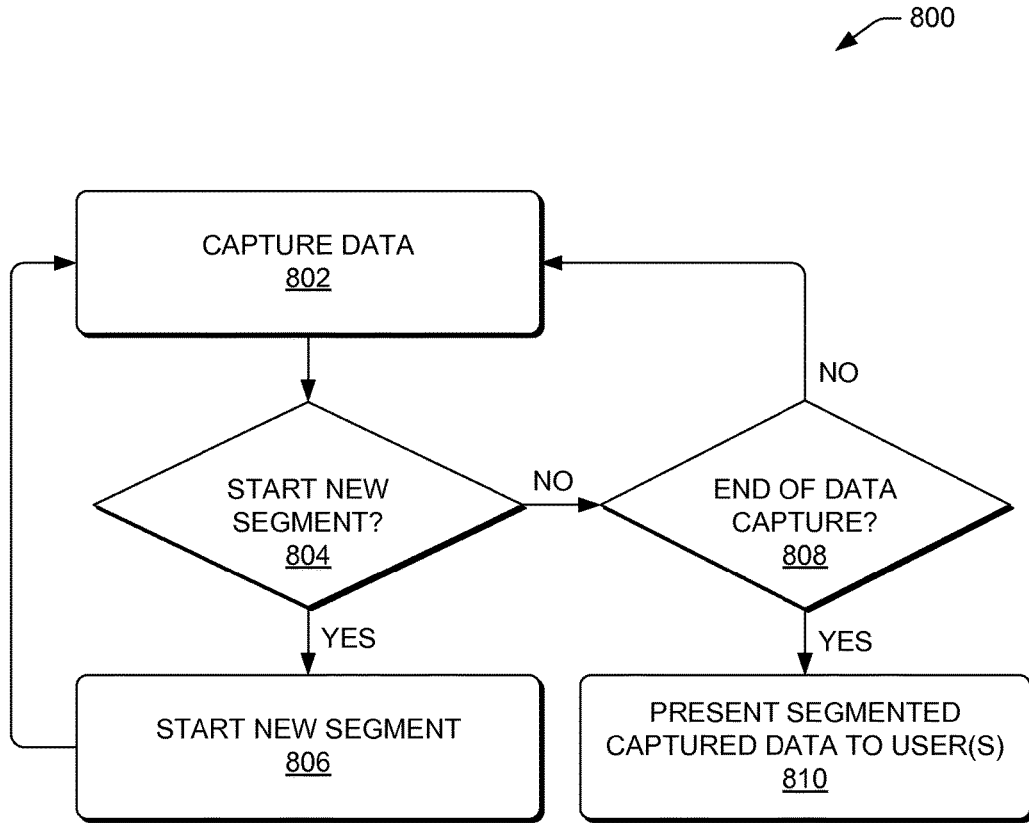 800
CAPTURE DATA
802
NO
START NEW
SEGMENT?
804
NO
END OF DATA
CAPTURE?
808
YES
YES
START NEW SEGMENT
806
PRESENT SEGMENTED
CAPTURED DATA TO USER(S)
810